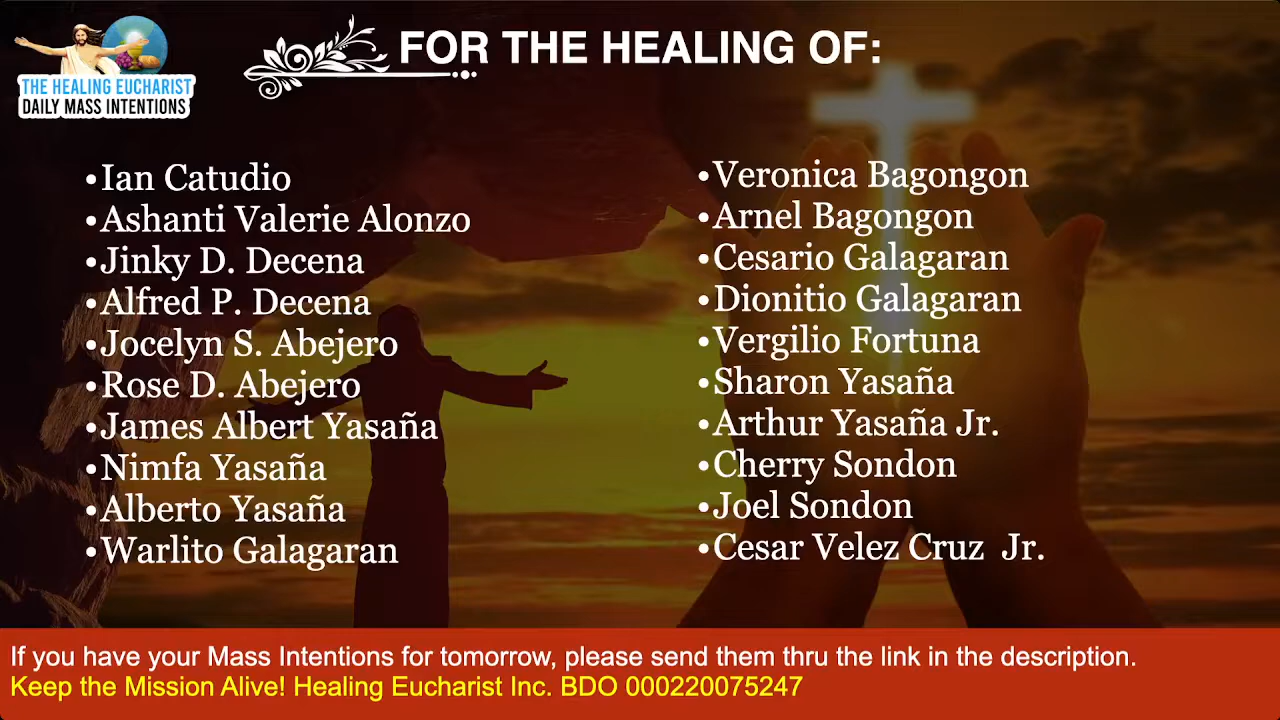 THE HEALING EUCHARIST
DAILY MASS INTENTIONS
FOR THE HEALING OF:
•Ian Catudio
•Ashanti Valerie Alonzo
•Jinky D. Decena
•Alfred P. Decena
•Jocelyn S. Abejero
•Rose D. Abejero
•James Albert Yasaña
•Nimfa Yasaña
•Alberto Yasaña
•Warlito Galagaran
•Veronica Bagongon
•Arnel Bagongon
•Cesario Galagaran
•Dionitio Galagaran
•Vergilio Fortuna
•Sharon Yasaña
•Arthur Yasaña Jr.
•Cherry Sondon
•Joel Sondon
•Cesar Velez Cruz  Jr.
If you have your Mass Intentions for tomorrow, please send them thru the link in the description.
Keep the Mission Alive! Healing Eucharist Inc. BDO 000220075247